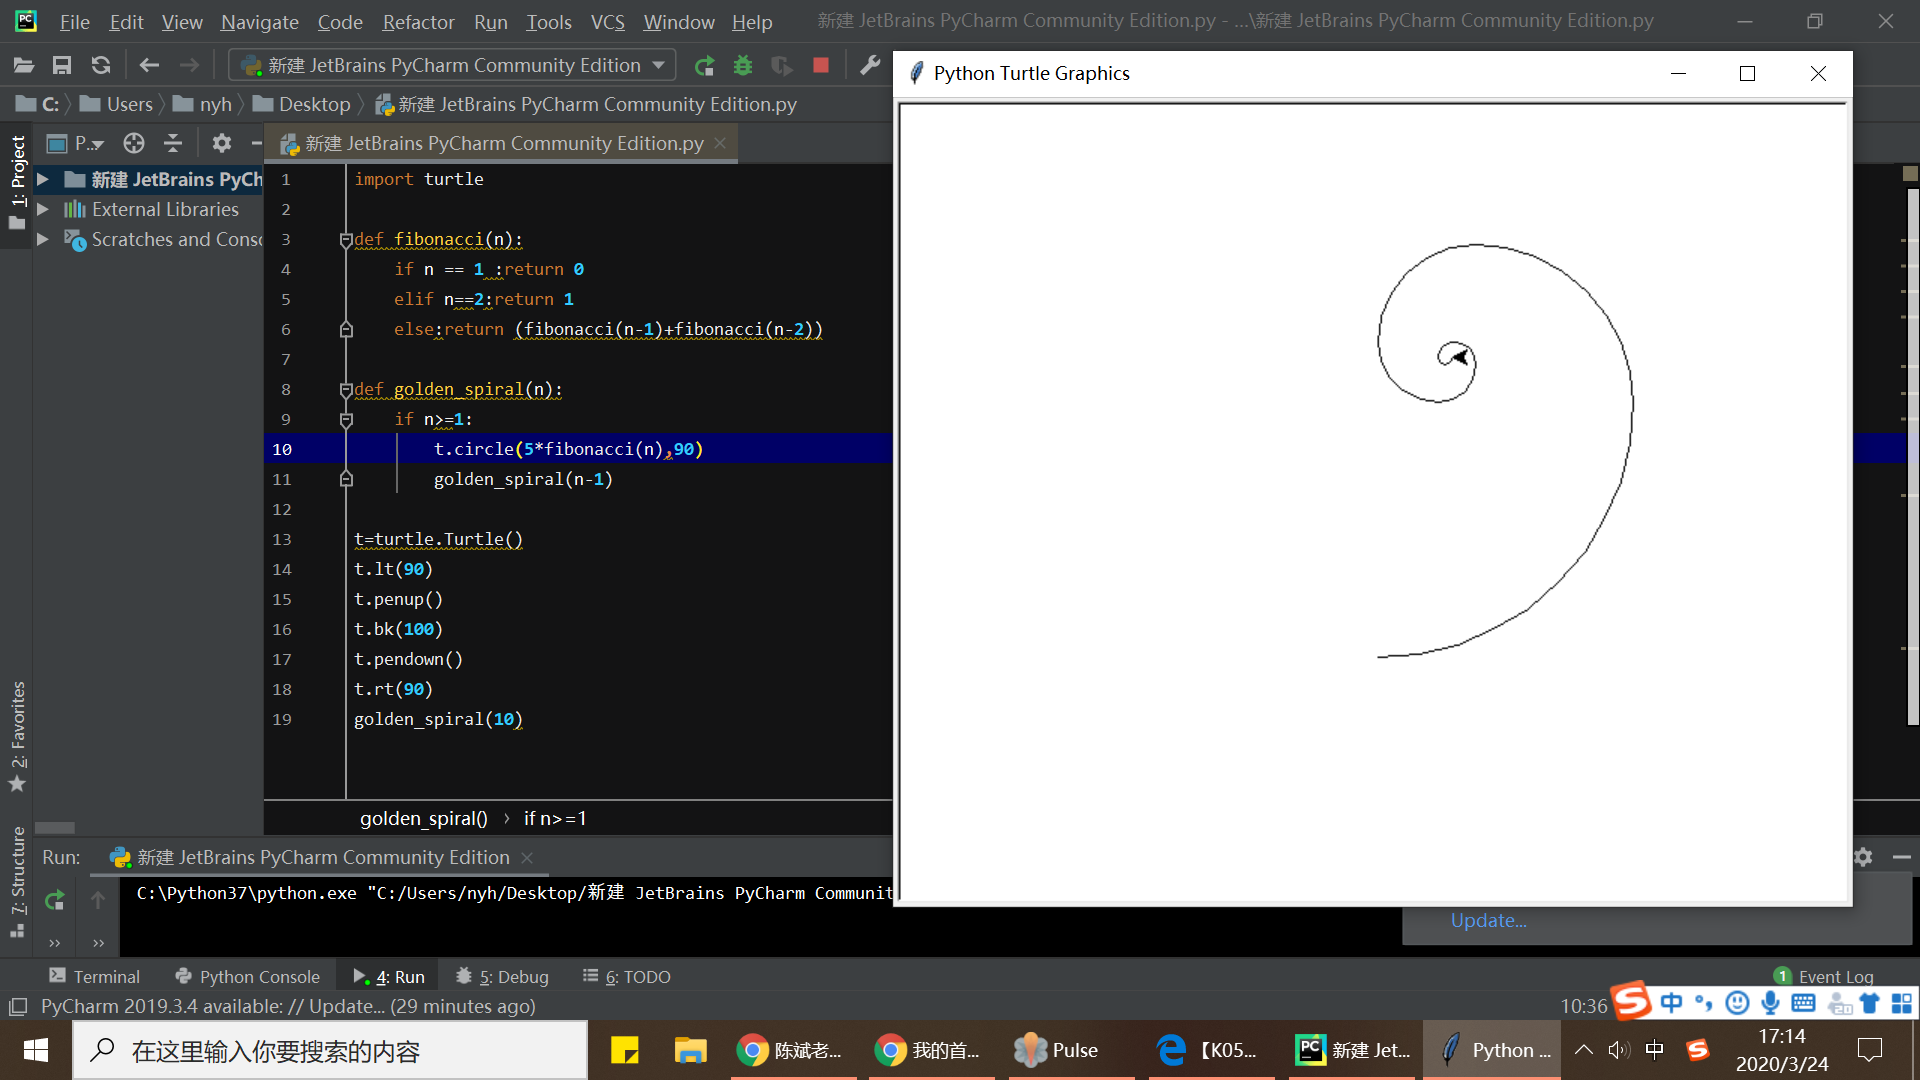 File Edit View Navigate Code Refactor Run Tools VCS Window Help 新建 JetBrains PyCharm Community Edition.py - ...\新建 JetBrains PyCharm Community Edition.py
新建 JetBrains PyCharm Community Edition
C: Users nyh Desktop 新建 JetBrains PyCharm Community Edition.py
P... 新建 JetBrains PyCharm Community Edition.py
1: Project
新建 JetBrains PyCh
External Libraries
Scratches and Conso
2: Favorites
7: Structure
1 import turtle
2
3 def fibonacci(n):
4 if n == 1 :return 0
5 elif n==2:return 1
6 else:return (fibonacci(n-1)+fibonacci(n-2))
7
8 def golden_spiral(n):
9 if n>=1:
10 t.circle(5*fibonacci(n),90)
11 golden_spiral(n-1)
12
13 t=turtle.Turtle()
14 t.lt(90)
15 t.penup()
16 t.bk(100)
17 t.pendown()
18 t.rt(90)
19 golden_spiral(10)
golden_spiral() › if n>=1
Python Turtle Graphics
Run: 新建 JetBrains PyCharm Community Edition
C:\Python37\python.exe "C:/Users/nyh/Desktop/新建 JetBrains PyCharm Communit
Update...
Terminal Python Console 4: Run 5: Debug 6: TODO 1 Event Log
PyCharm 2019.3.4 available: // Update... (29 minutes ago) 10:36 中
在这里输入你要搜索的内容 陈斌老... 我的首... Pulse 【K05... 新建 Jet... Python ... 中 17:14
2020/3/24